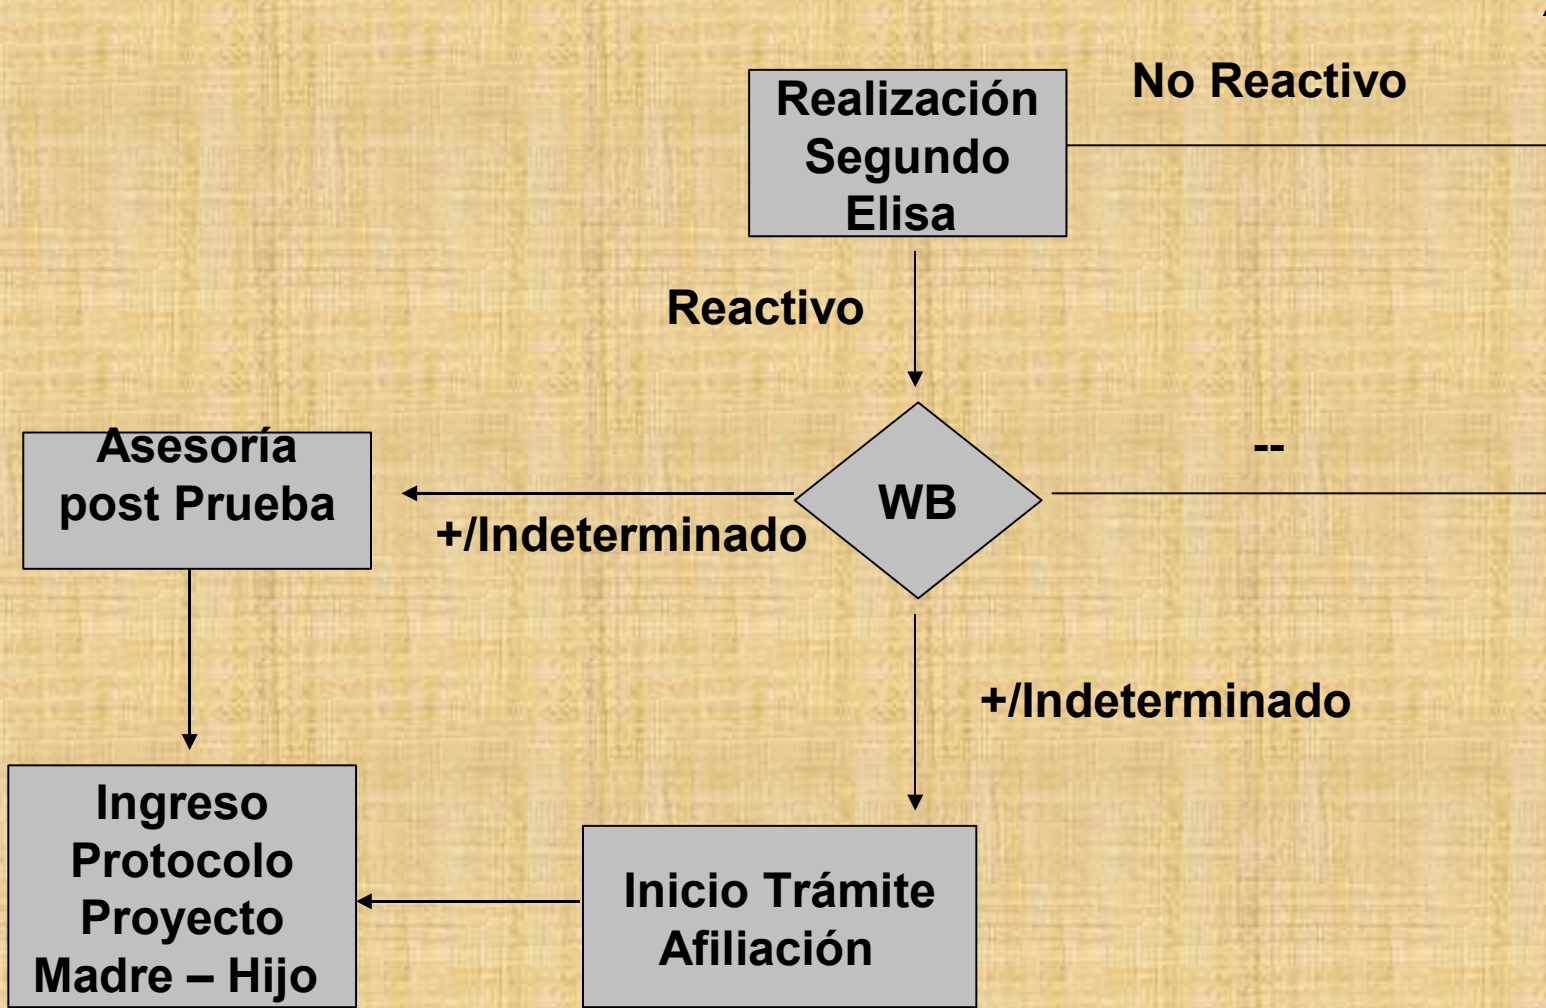 No Reactivo
Realización
Segundo
Elisa
Reactivo
Asesoría
post Prueba
--
WB
+/Indeterminado
+/Indeterminado
Ingreso
Protocolo
Proyecto
Madre – Hijo
Inicio Trámite
Afiliación